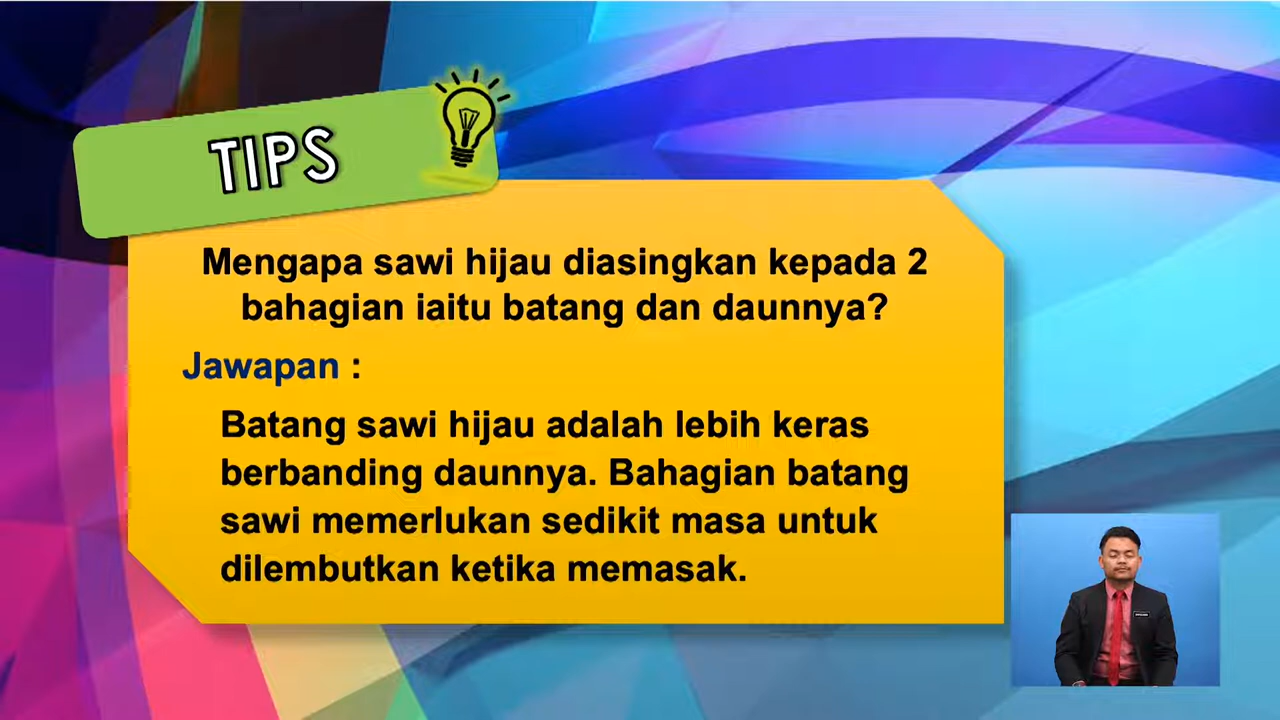 TIPS
Mengapa sawi hijau diasingkan kepada 2
bahagian iaitu batang dan daunnya?
Jawapan :
Batang sawi hijau adalah lebih keras
berbanding daunnya. Bahagian batang
sawi memerlukan sedikit masa untuk
dilembutkan ketika memasak.